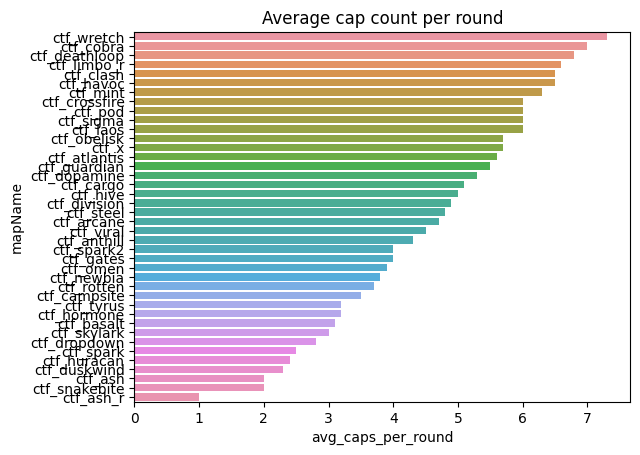 Average cap count per round
mapName
ctf_wretch
ctf_cobra
ctf_deathloop
ctf_limbo_r
ctf_clash
ctf_havoc
ctf_mint
ctf_crossfire
ctf_pod
ctf_sigma
ctf_laos
ctf_obelisk
ctf_x
ctf_atlantis
ctf_guardian
ctf_dopamine
ctf_cargo
ctf_hive
ctf_division
ctf_steel
ctf_arcane
ctf_viral
ctf_anthill
ctf_spark2
ctf_gates
ctf_omen
ctf_newbia
ctf_rotten
ctf_campsite
ctf_tyrus
ctf_hormone
ctf_basalt
ctf_skylark
ctf_dropdown
ctf_spark
ctf_huracan
ctf_duskwind
ctf_ash
ctf_snakebite
ctf_ash_r
0 1 2 3 4 5 6 7
avg_caps_per_round